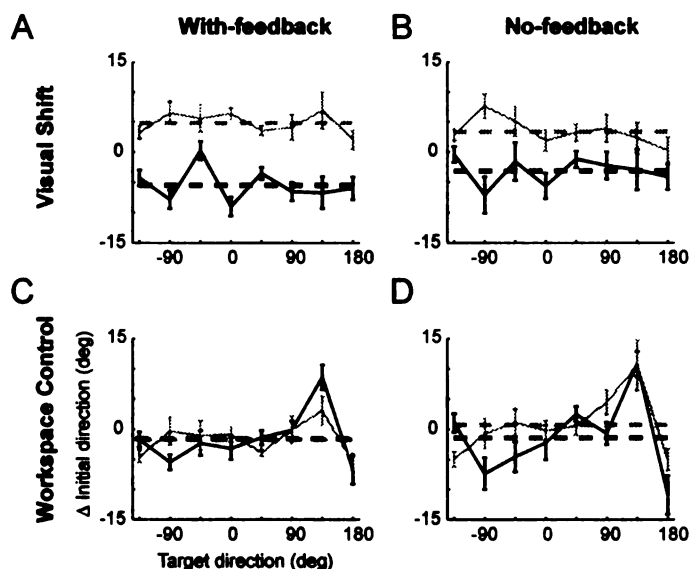 A With-feedback B No-feedback
Visual Shift
15 15
0 0
-15 -15
-90 0 90 180 -90 0 90 180
C D
Workspace Control
Δ Initial direction (deg)
15 15
0 0
-15 -15
-90 0 90 180 -90 0 90 180
Target direction (deg)